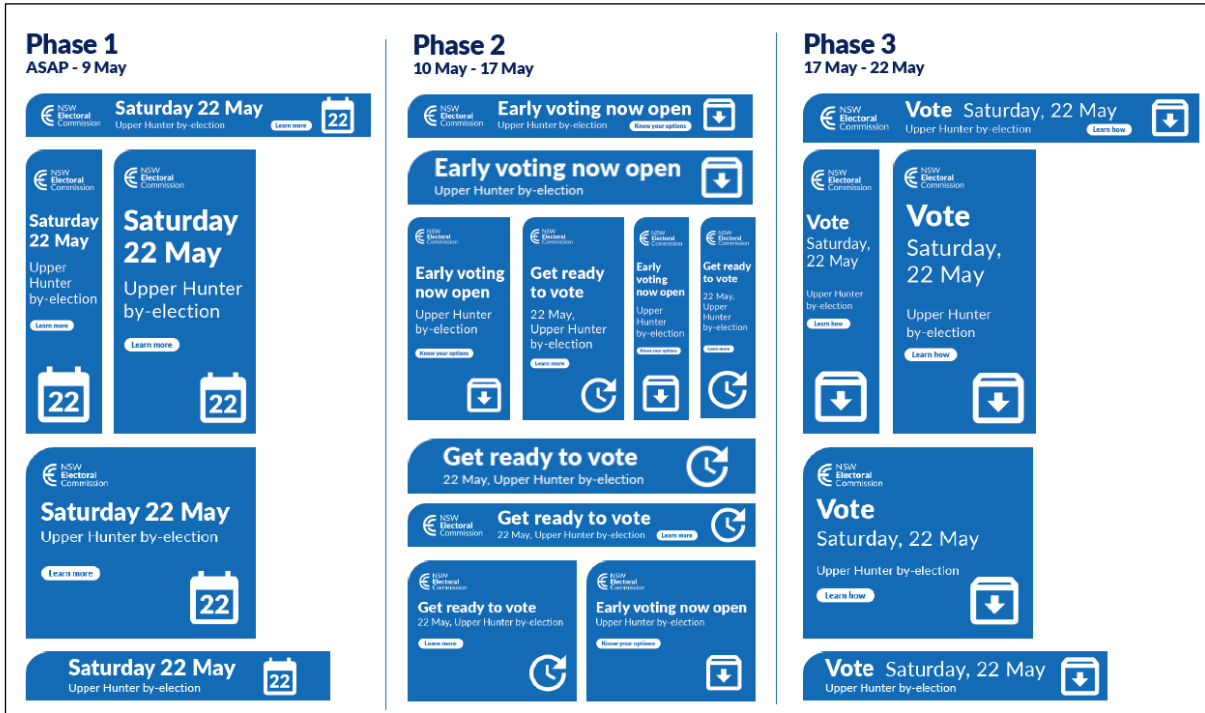 Phase 1
ASAP - 9 May
NSW
Electoral
Commission
Saturday 22 May
Upper Hunter by-election
Learn more
22
NSW
Electoral
Commission
Saturday
22 May
Upper
Hunter
by-election
Learn more
22
NSW
Electoral
Commission
Saturday
22 May
Upper Hunter
by-election
Learn more
22
NSW
Electoral
Commission
Saturday 22 May
Upper Hunter by-election
Learn more
22
Saturday 22 May
Upper Hunter by-election
22
Phase 2
10 May - 17 May
NSW
Electoral
Commission
Early voting now open
Upper Hunter by-election
Know your options
Early voting now open
Upper Hunter by-election
NSW
Electoral
Commission
Early voting
now open
Upper Hunter
by-election
Know your options
NSW
Electoral
Commission
Get ready
to vote
22 May,
Upper Hunter
by-election
Learn more
NSW
Electoral
Commission
Early
voting
now open
Upper
Hunter
by-election
Know your options
NSW
Electoral
Commission
Get ready
to vote
22 May,
Upper
Hunter
by-election
Learn more
Get ready to vote
22 May, Upper Hunter by-election
NSW
Electoral
Commission
Get ready to vote
22 May, Upper Hunter by-election
Learn more
NSW
Electoral
Commission
Get ready to vote
22 May, Upper Hunter by-election
Learn more
NSW
Electoral
Commission
Early voting now open
Upper Hunter by-election
Know your options
Phase 3
17 May - 22 May
NSW
Electoral
Commission
Vote Saturday, 22 May
Upper Hunter by-election
Learn how
NSW
Electoral
Commission
Vote
Saturday,
22 May
Upper Hunter
by-election
Learn how
NSW
Electoral
Commission
Vote
Saturday,
22 May
Upper Hunter
by-election
Learn how
NSW
Electoral
Commission
Vote
Saturday, 22 May
Upper Hunter by-election
Learn how
Vote Saturday, 22 May
Upper Hunter by-election